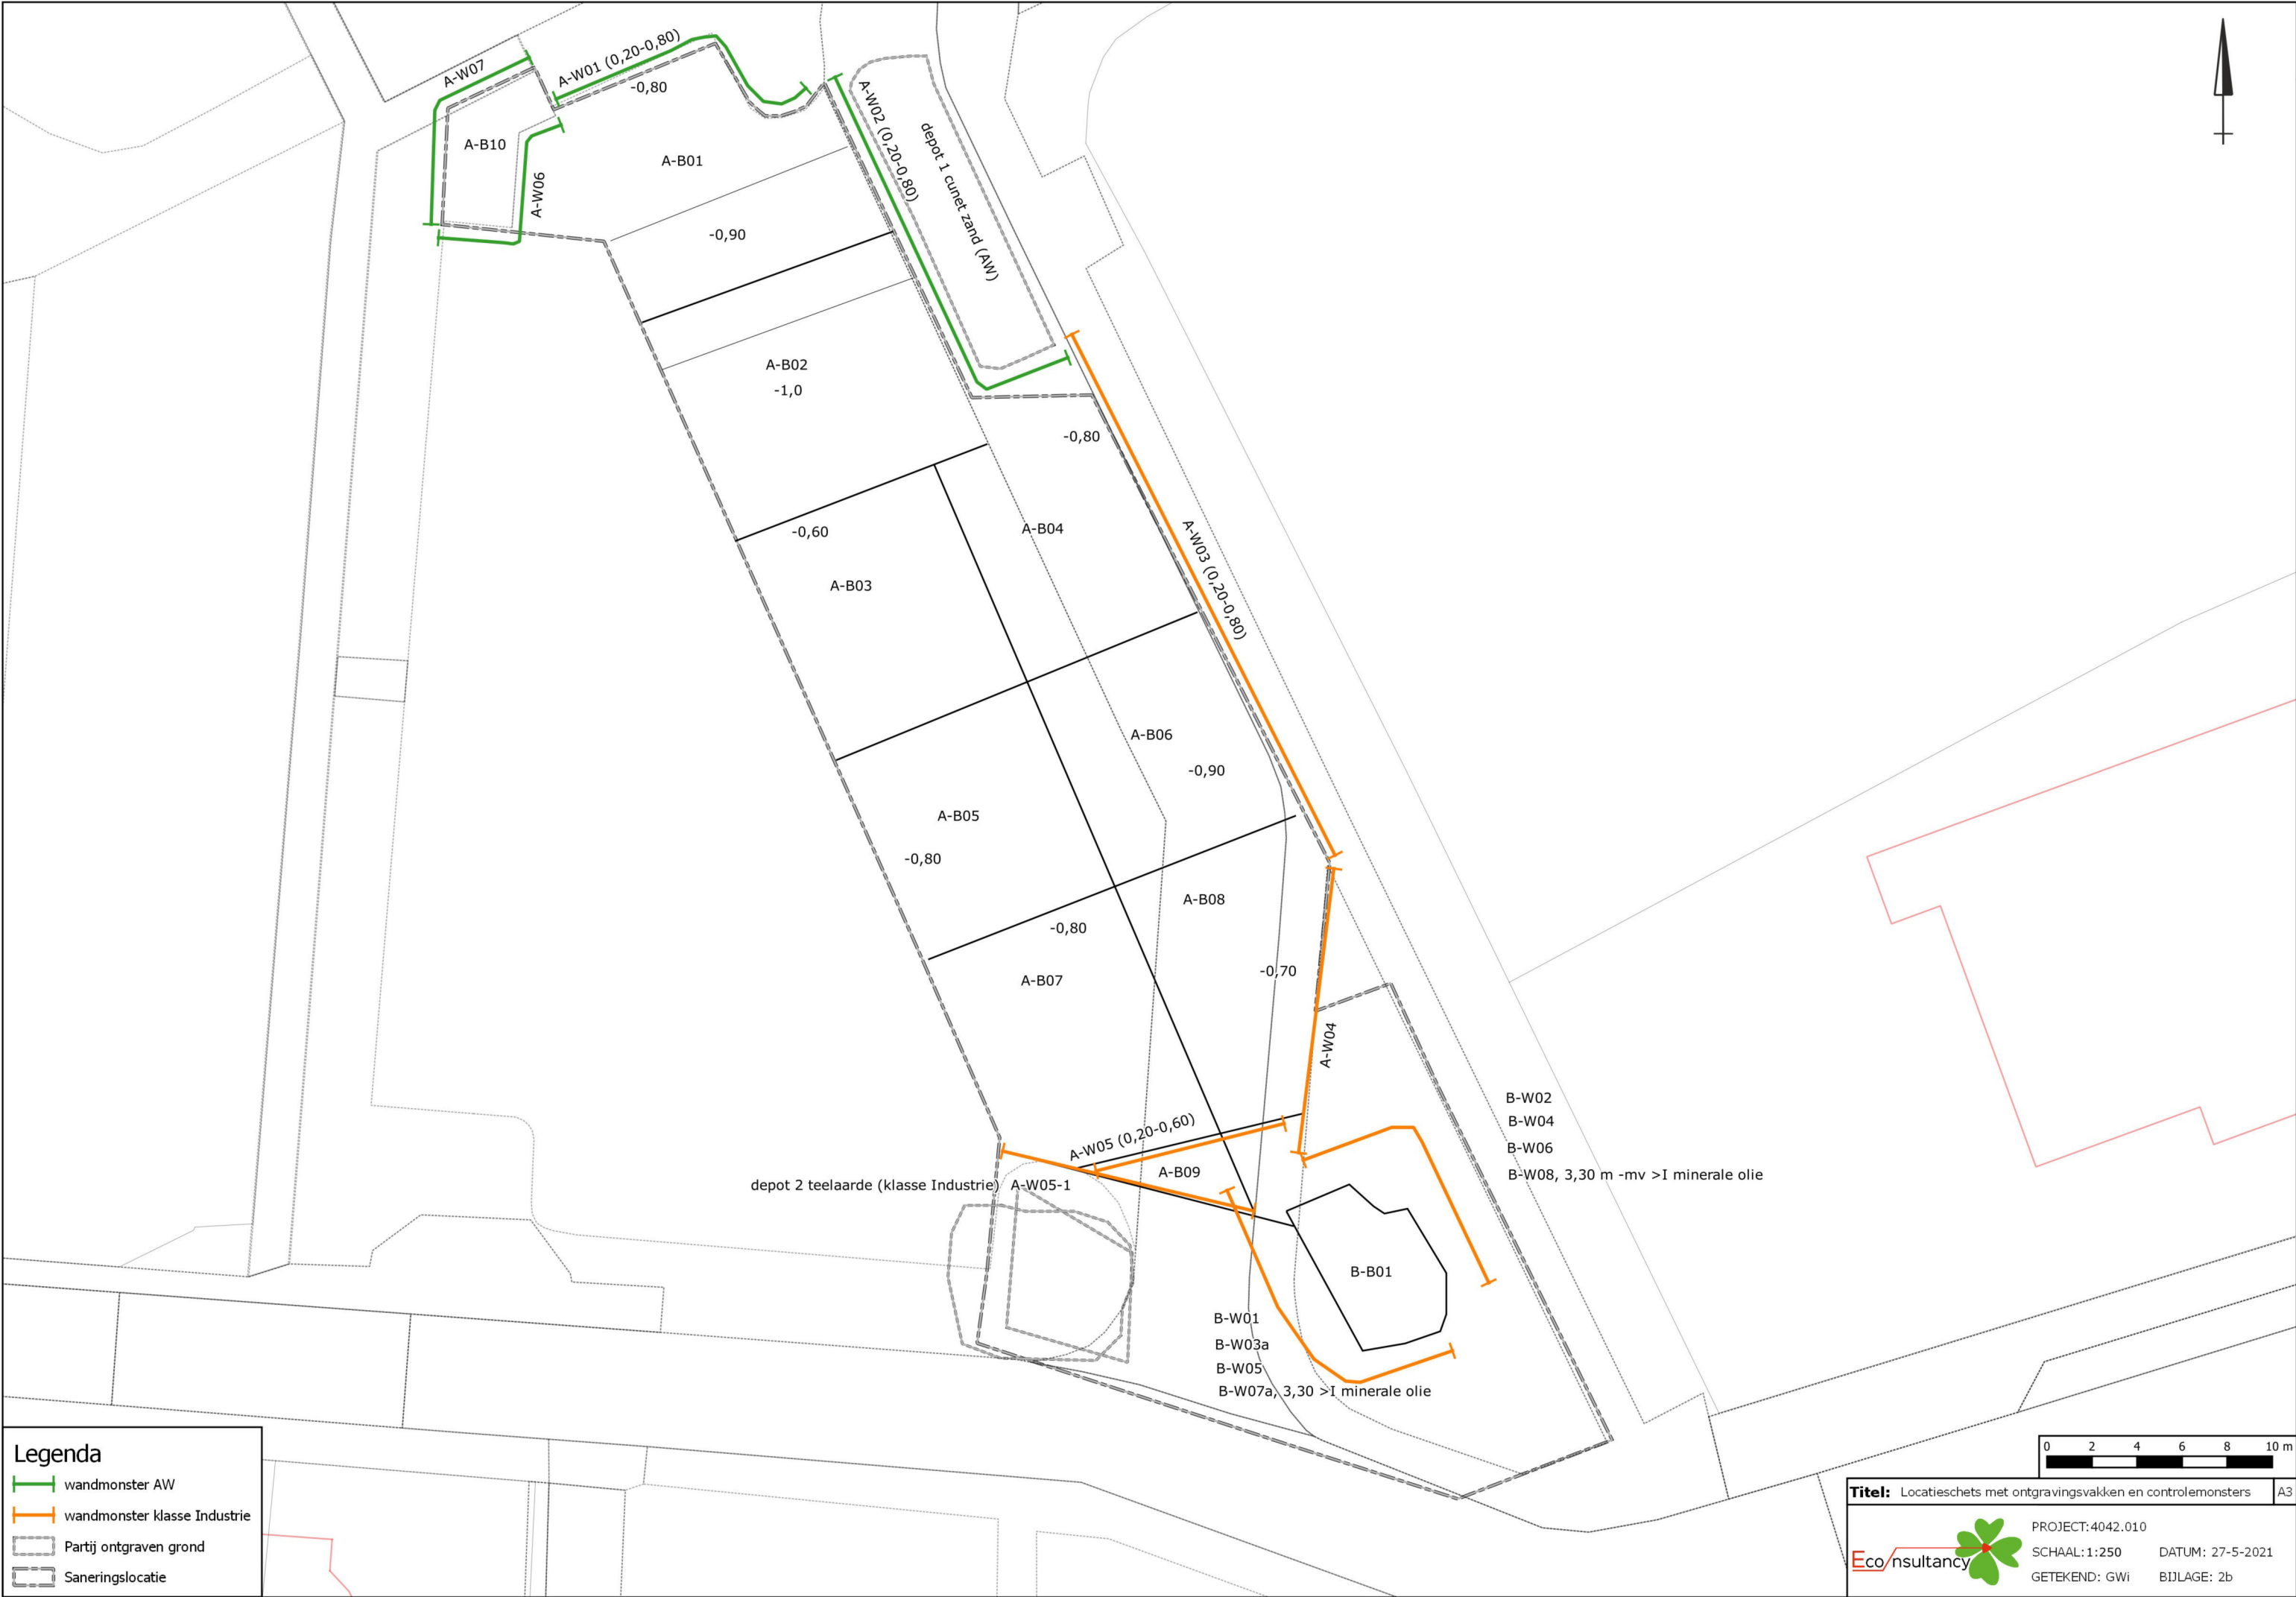 A-W07
A-W01 (0,20-0,80)
-0,80
A-W02 (0,20-0,80)
depot 1 cunet zand (AW)
A-B10
A-B01
A-W06
-0,90
A-B02
-1,0
-0,80
-0,60
A-B04
A-W03 (0,20-0,80)
A-B03
A-B06
-0,90
A-B05
-0,80
A-B08
-0,80
-0,70
A-B07
A-W04
A-W05 (0,20-0,60)
A-B09
depot 2 teelaarde (klasse Industrie)
A-W05-1
B-W02
B-W04
B-W06
B-W08, 3,30 m -mv >I minerale olie
B-B01
B-W01
B-W03a
B-W05
B-W07a, 3,30 >I minerale olie
Legenda
wandmonster AW
wandmonster klasse Industrie
Partij ontgraven grond
Saneringslocatie
0 2 4 6 8 10 m
Titel: Locatieschets met ontgravingsvakken en controlemonsters A3
Eco/nsultancy
PROJECT:4042.010
SCHAAL:1:250 DATUM: 27-5-2021
GETEKEND: GWi BIJLAGE: 2b